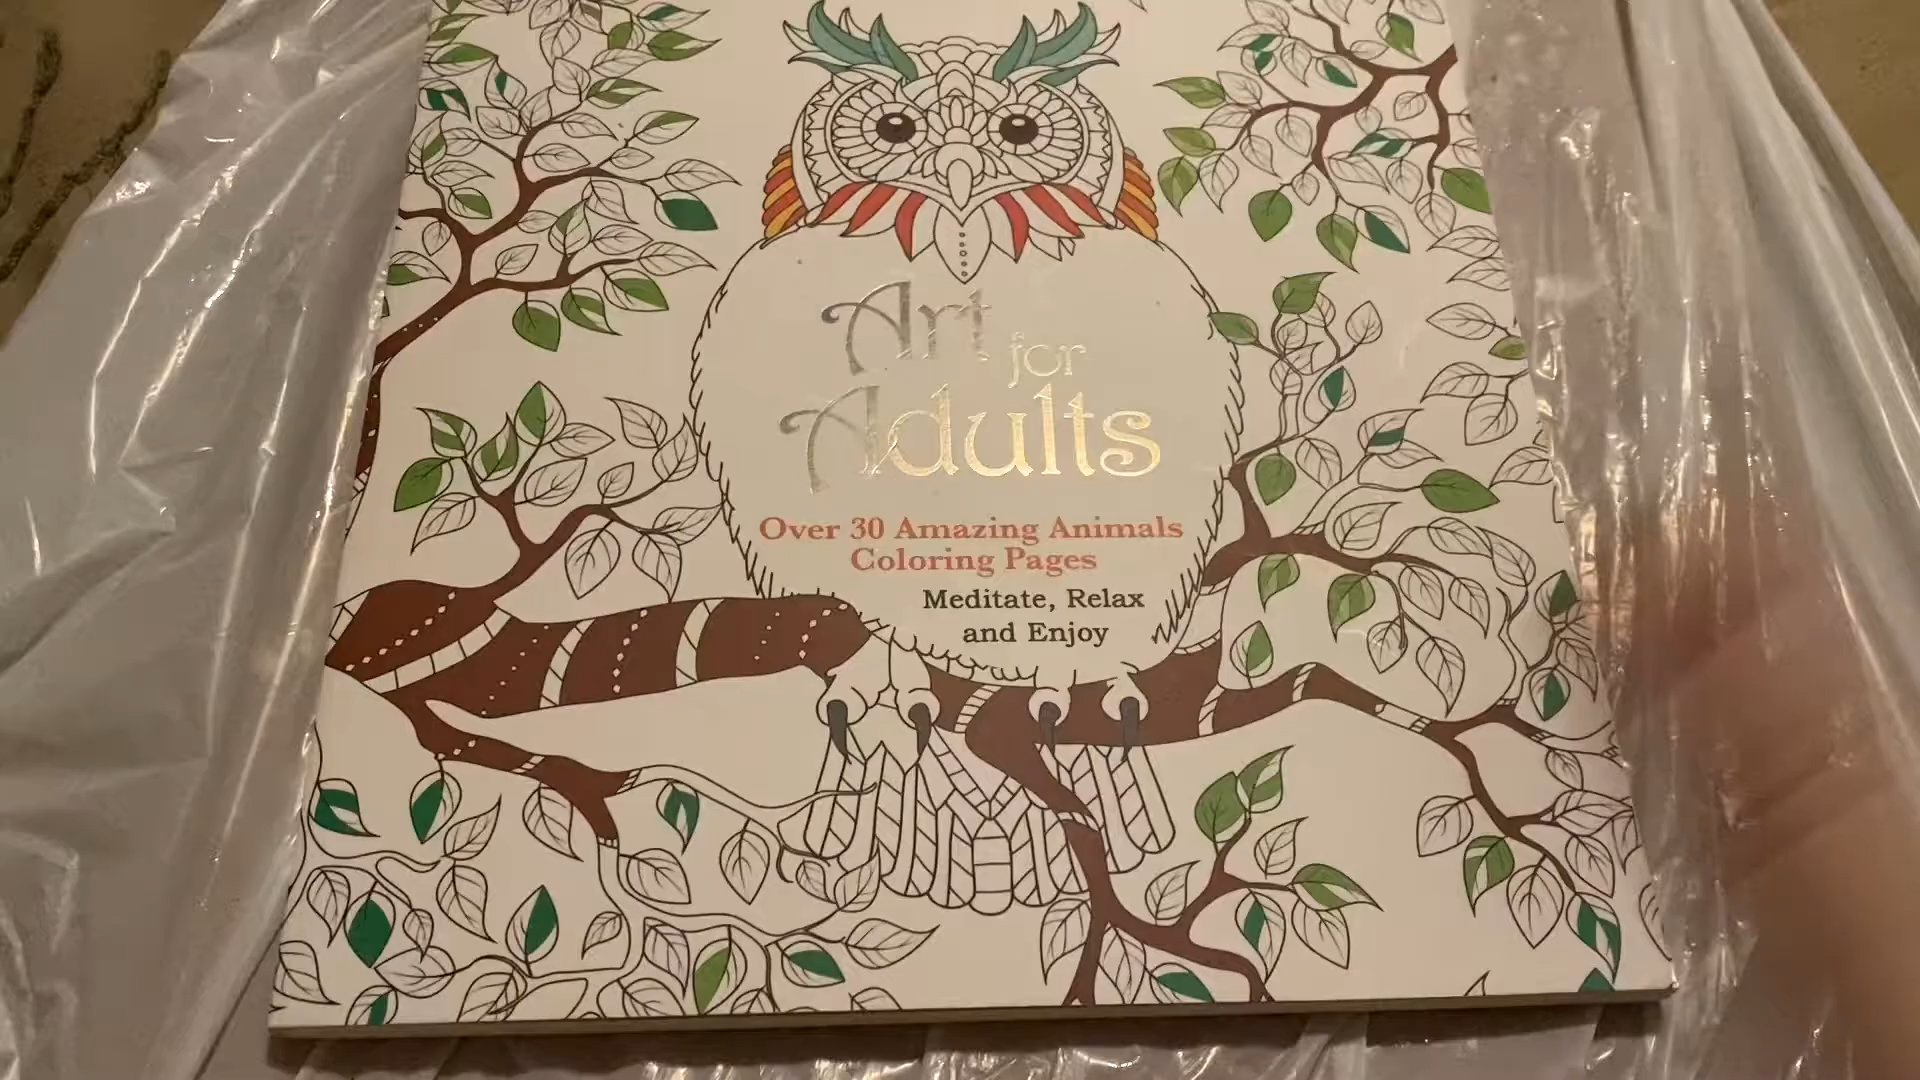 Art
for
Adults
Over 30 Amazing Animals
Coloring Pages
Meditate, Relax
and Enjoy